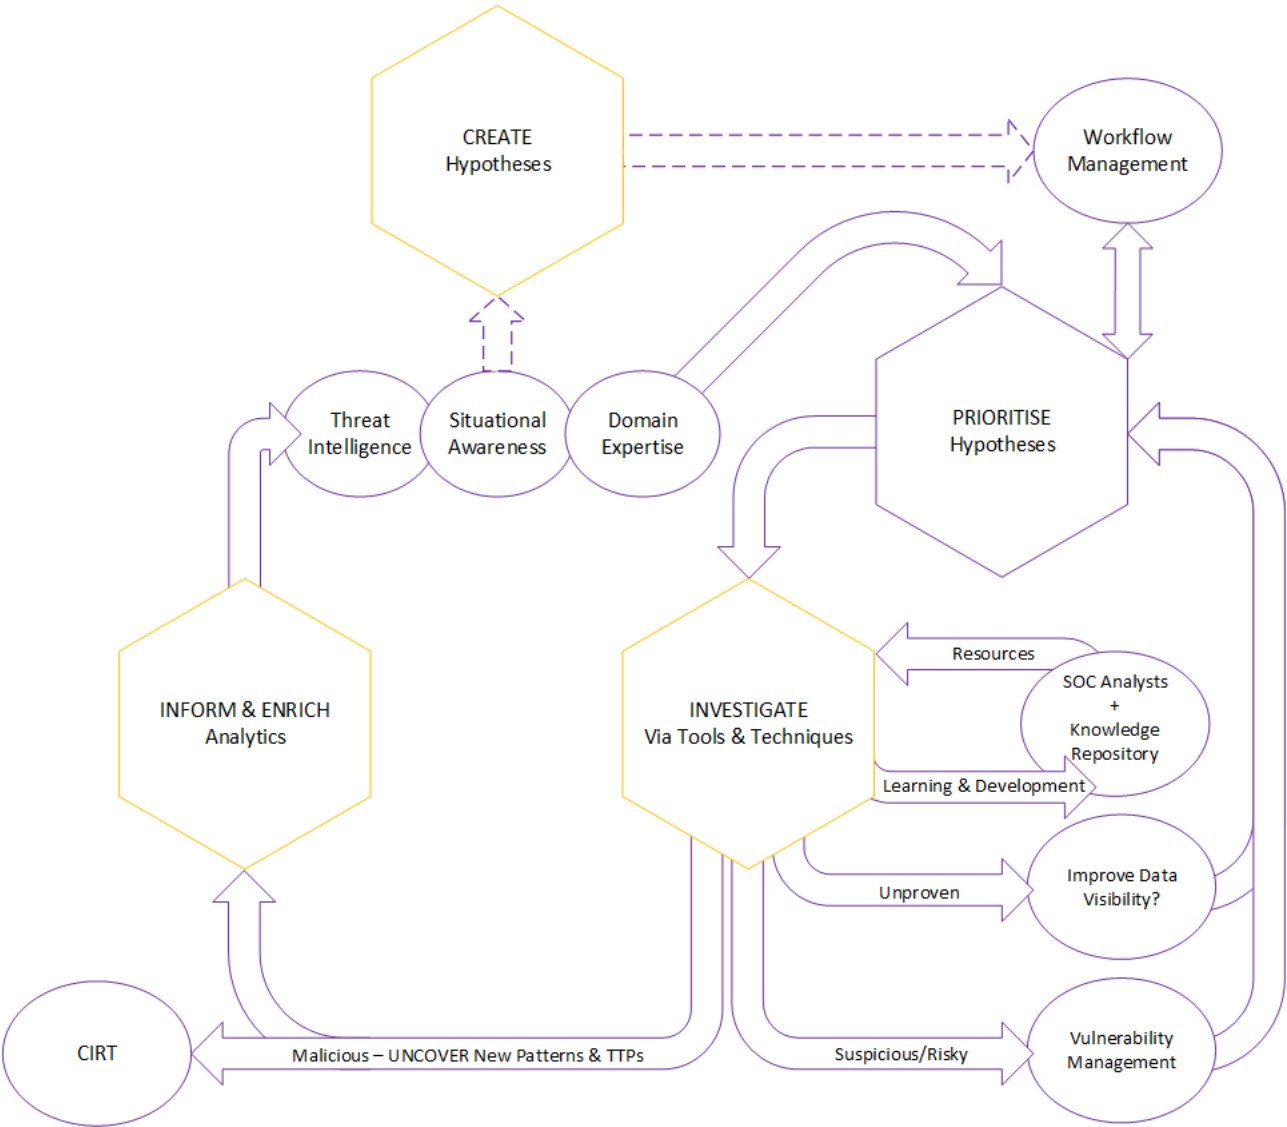 CREATE
Hypotheses
Workflow
Management
Threat
Intelligence
Situational
Awareness
Domain
Expertise
PRIORITISE
Hypotheses
INFORM & ENRICH
Analytics
INVESTIGATE
Via Tools & Techniques
Resources
SOC Analysts
+
Knowledge
Repository
Learning & Development
Unproven
Improve Data
Visibility?
CIRT
Malicious – UNCOVER New Patterns & TTPs
Suspicious/Risky
Vulnerability
Management